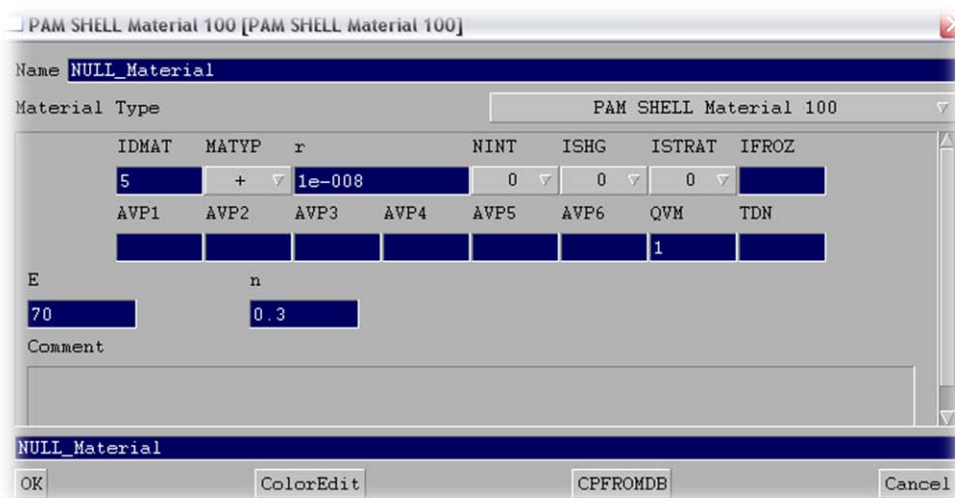 PAM SHELL Material 100 [PAM SHELL Material 100]
Name NULL_Material
Material Type PAM SHELL Material 100
IDMAT MATYP r NINT ISHG ISTRAT IFROZ
5 + 1e-008 0 0 0
AVP1 AVP2 AVP3 AVP4 AVP5 AVP6 QVM TDN
1
E n
70 0.3
Comment
NULL_Material
OK ColorEdit CPFROMDB Cancel